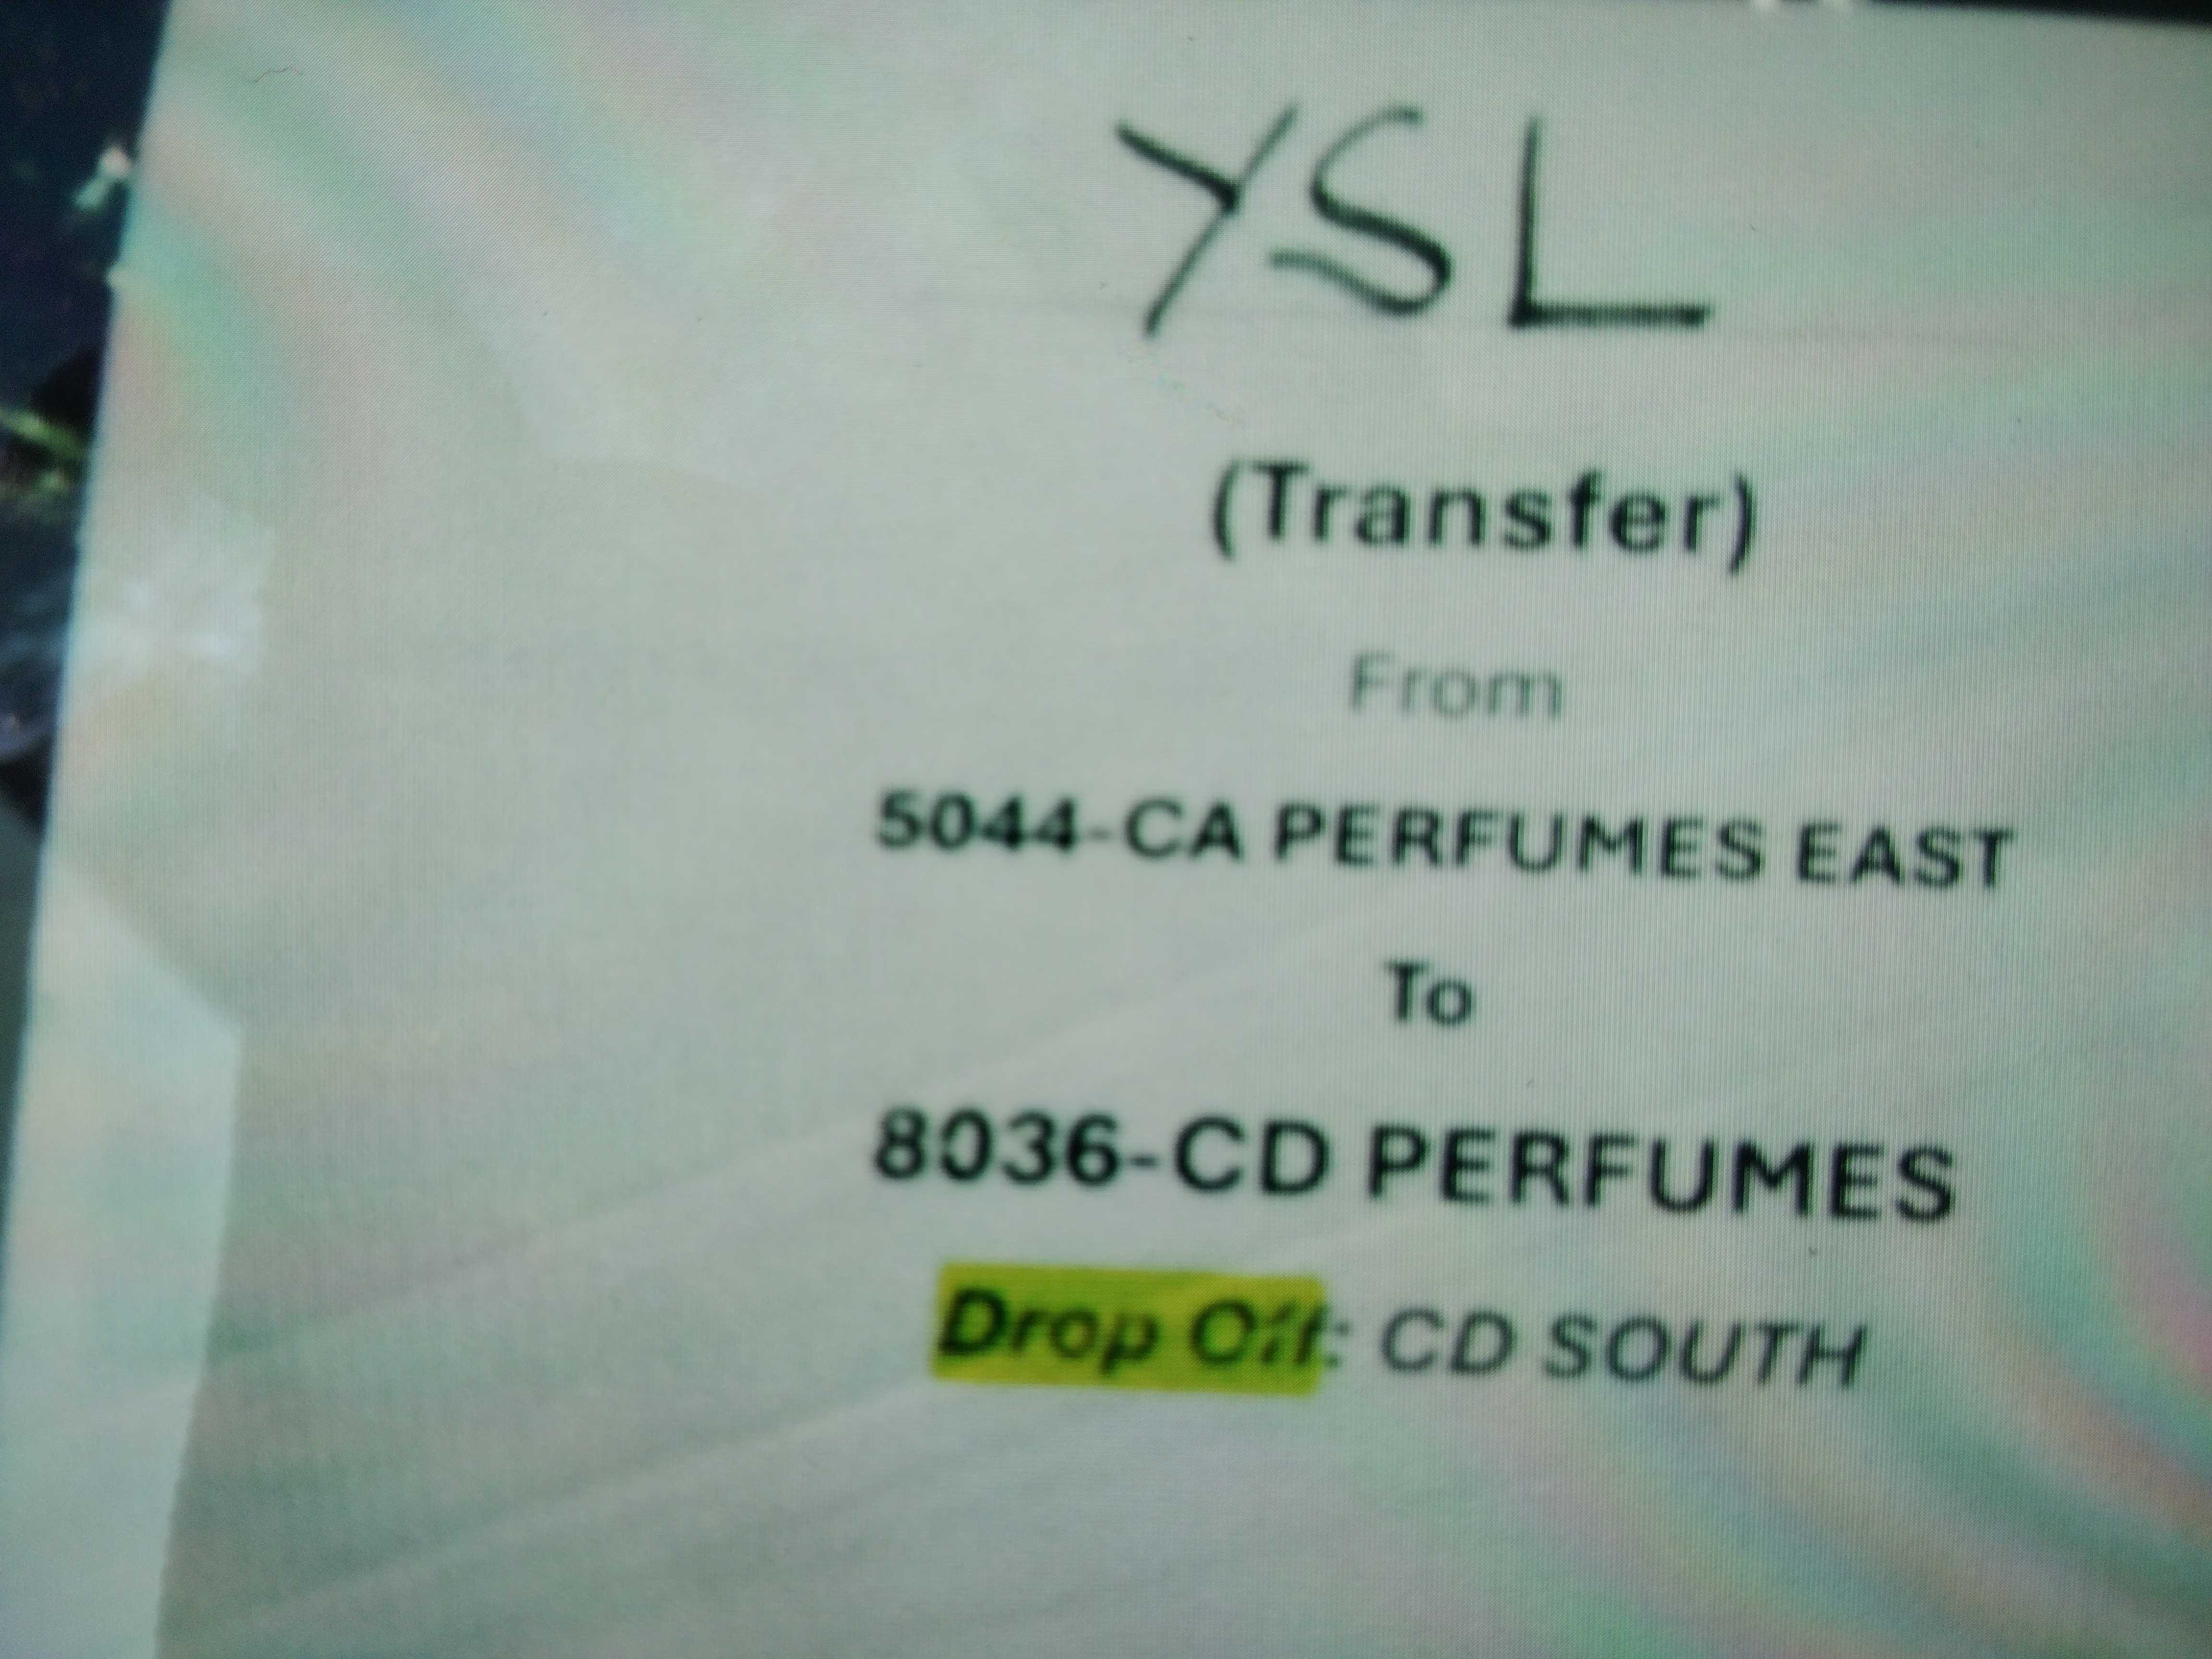 YSL
(Transfer)
From
5044-CA PERFUMES EAST
To
8036-CD PERFUMES
Drop Off: CD SOUTH